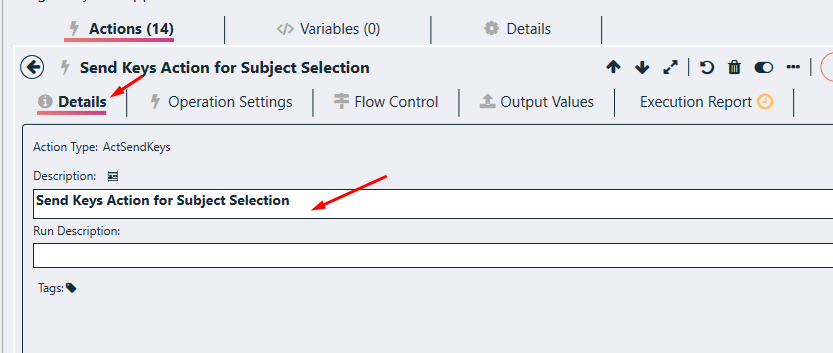 Actions (14)
Variables (0)
Details
Send Keys Action for Subject Selection
Details
Operation Settings
Flow Control
Output Values
Execution Report
Action Type: ActSendKeys
Description:
Send Keys Action for Subject Selection
Run Description:
Tags: